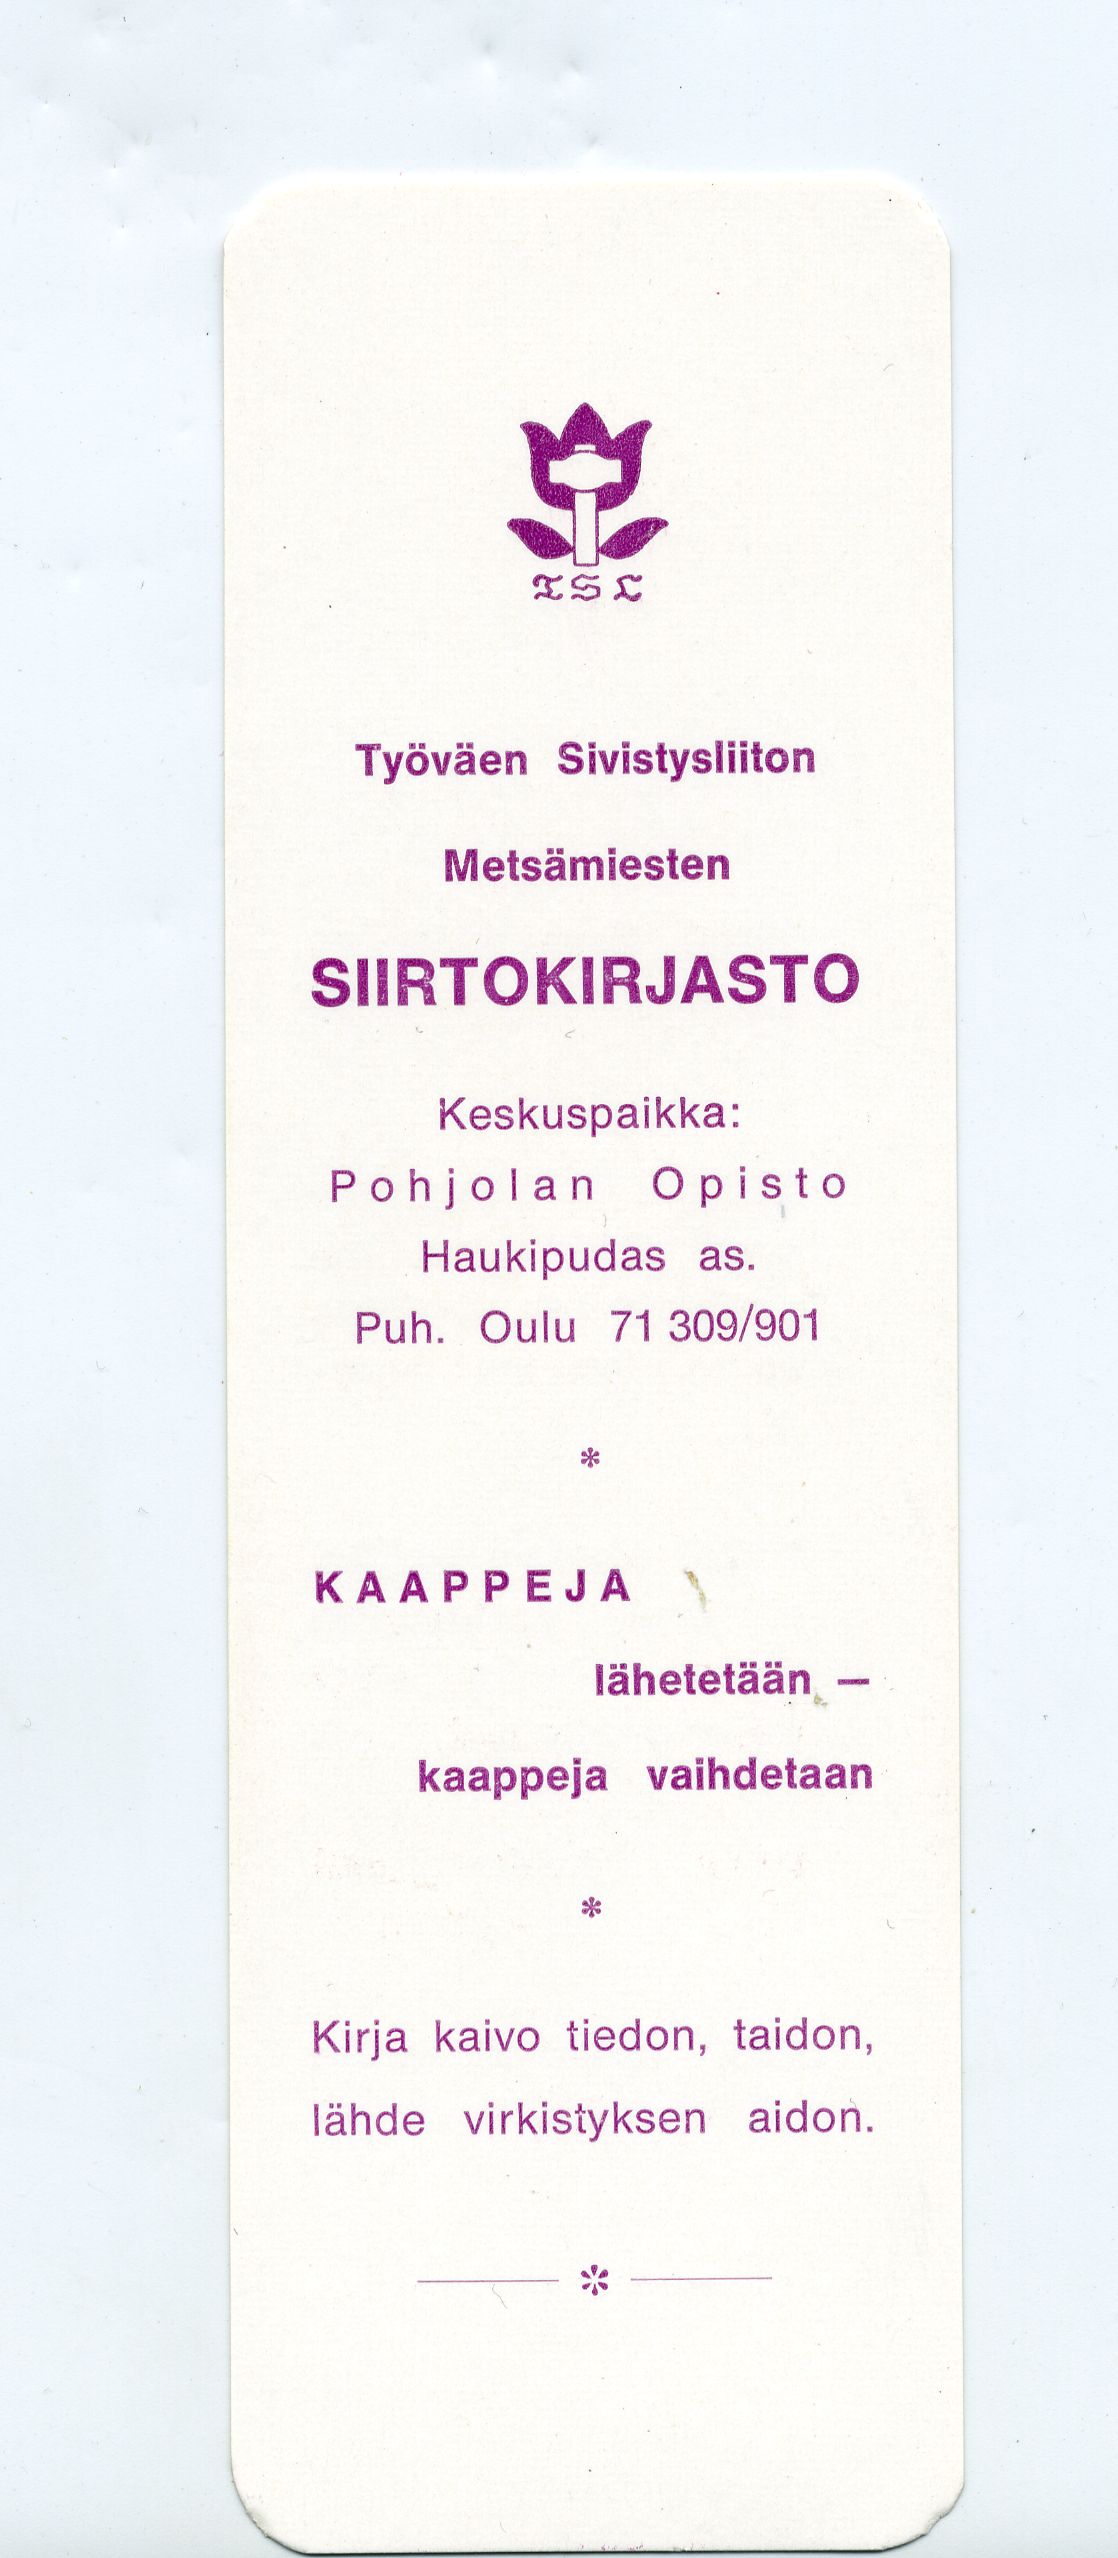 TSL
Työväen Sivistysliiton
Metsämiesten
SIIRTOKIRJASTO
Keskuspaikka:
Pohjolan Opisto
Haukipudas as.
Puh. Oulu 71 309/901
*
KAAPPEJA
lähetetään —
kaappeja vaihdetaan
*
Kirja kaivo tiedon, taidon,
lähde virkistyksen aidon.
*